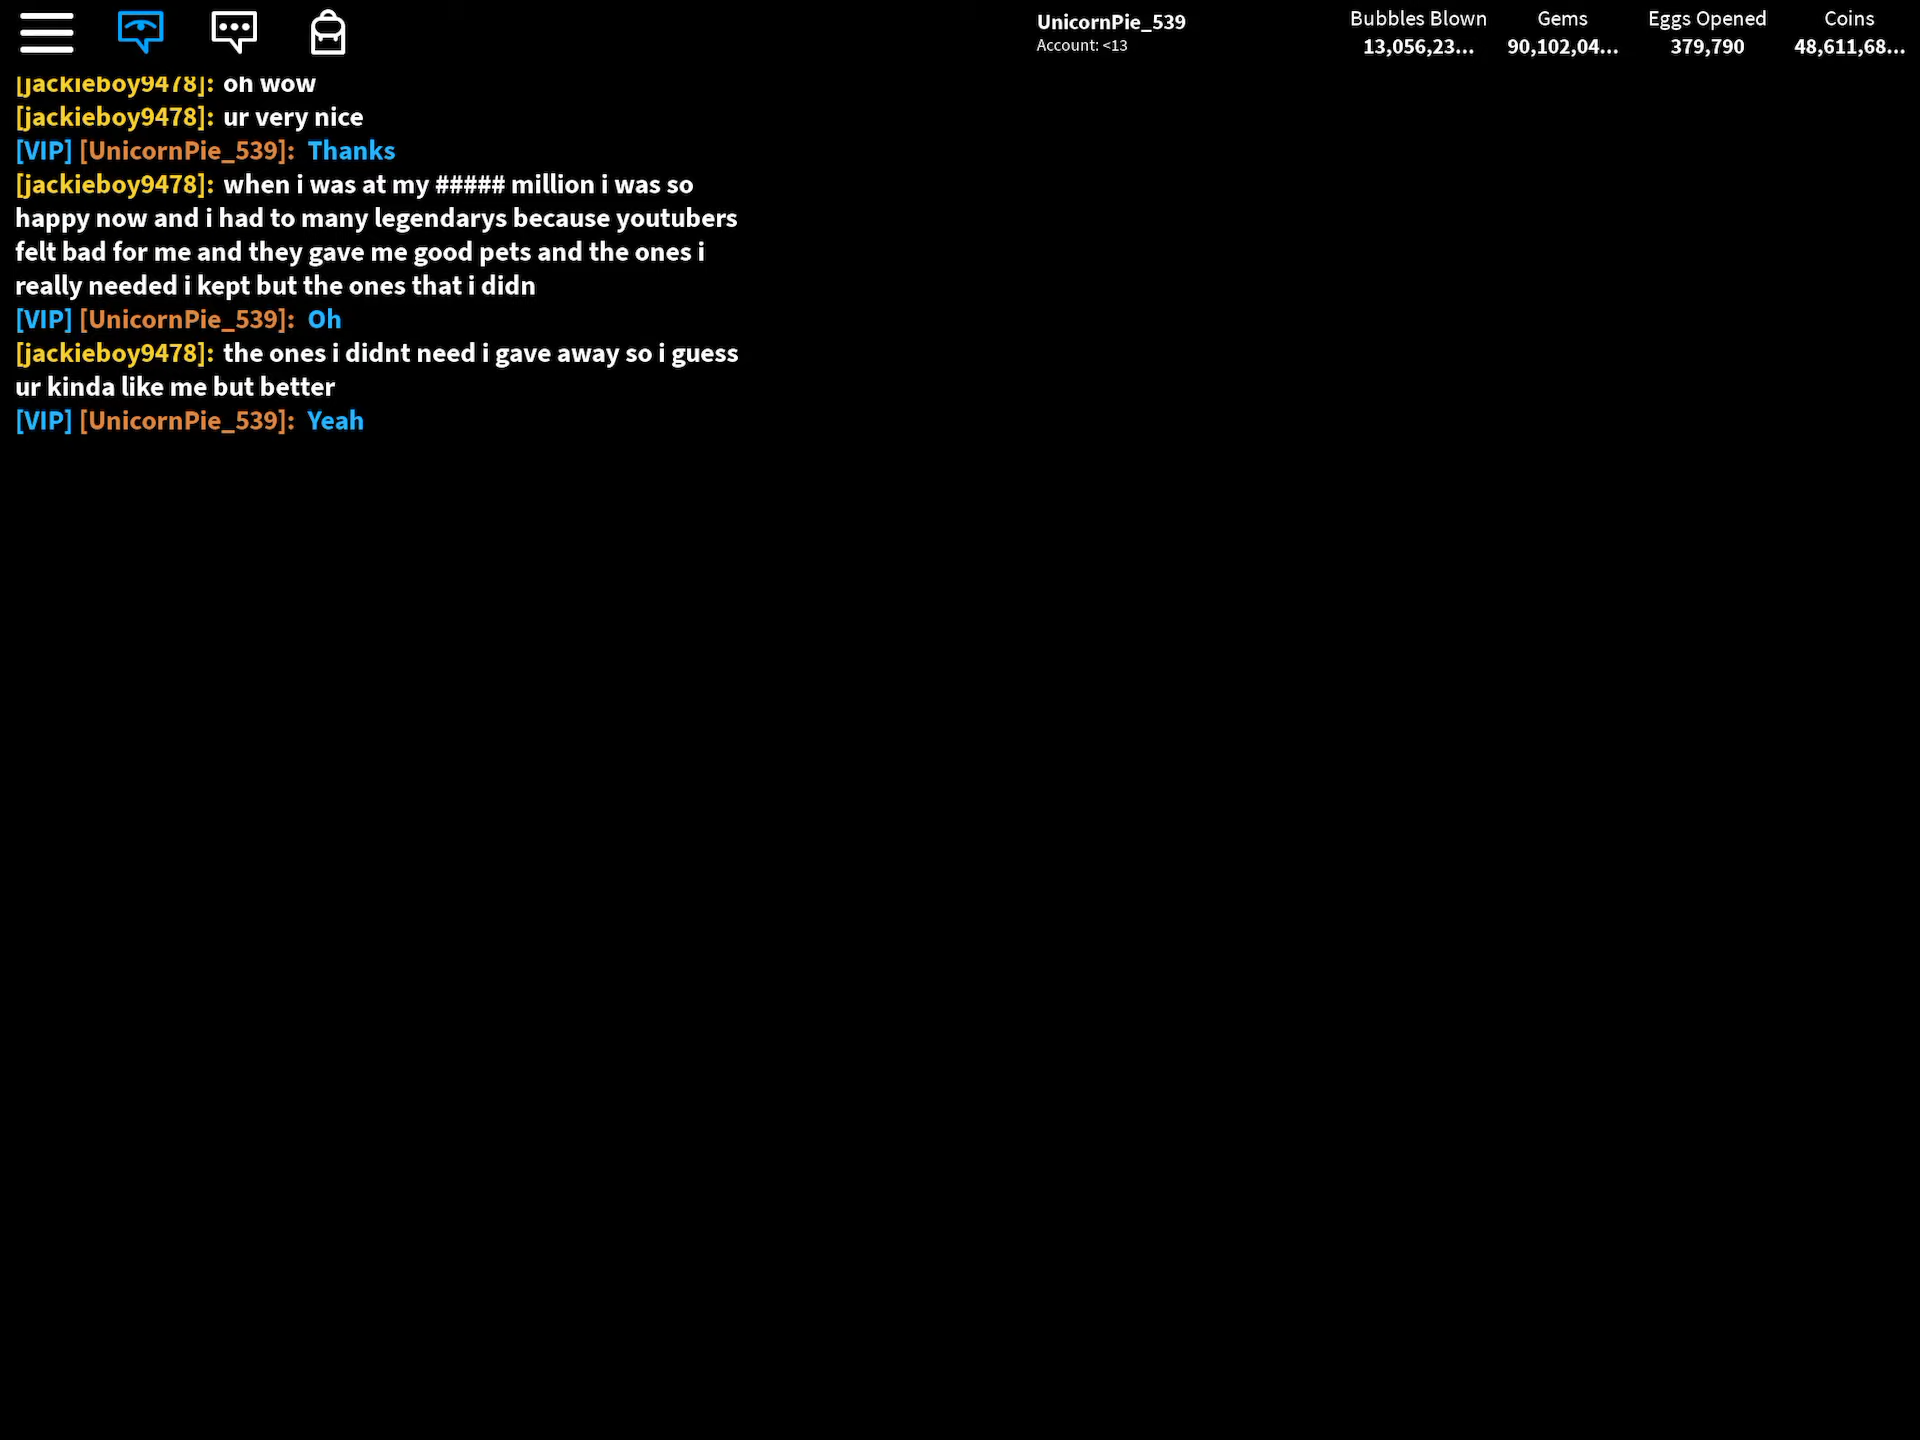 UnicornPie_539
Account: <13
Bubbles Blown
13,056,23...
Gems
90,102,04...
Eggs Opened
379,790
Coins
48,611,68...
[jackieboy9478]: oh wow
[jackieboy9478]: ur very nice
[VIP] [UnicornPie_539]: Thanks
[jackieboy9478]: when i was at my ##### million i was so
happy now and i had to many legendarys because youtubers
felt bad for me and they gave me good pets and the ones i
really needed i kept but the ones that i didn
[VIP] [UnicornPie_539]: Oh
[jackieboy9478]: the ones i didnt need i gave away so i guess
ur kinda like me but better
[VIP] [UnicornPie_539]: Yeah